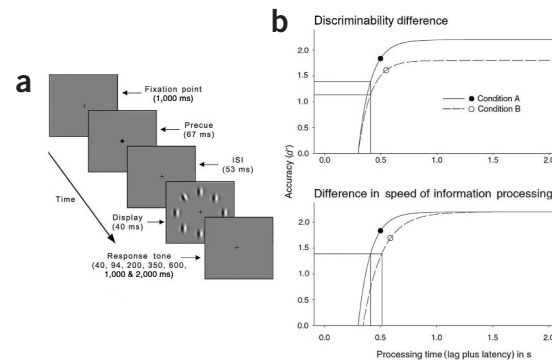 a
Fixation point
(1,000 ms)
Precue
(67 ms)
ISI
(53 ms)
Time
Display
(40 ms)
Response tone
(40, 94, 200, 350, 600,
1,000 & 2,000 ms)
b
Discriminability difference
2.0
1.5
1.0
0.5
0.0
Condition A
Condition B
0.0 0.5 1.0 1.5 2.0
Accuracy (d')
Difference in speed of information processing
2.0
1.5
1.0
0.5
0.0
0.0 0.5 1.0 1.5 2.0
Processing time (lag plus latency) in s